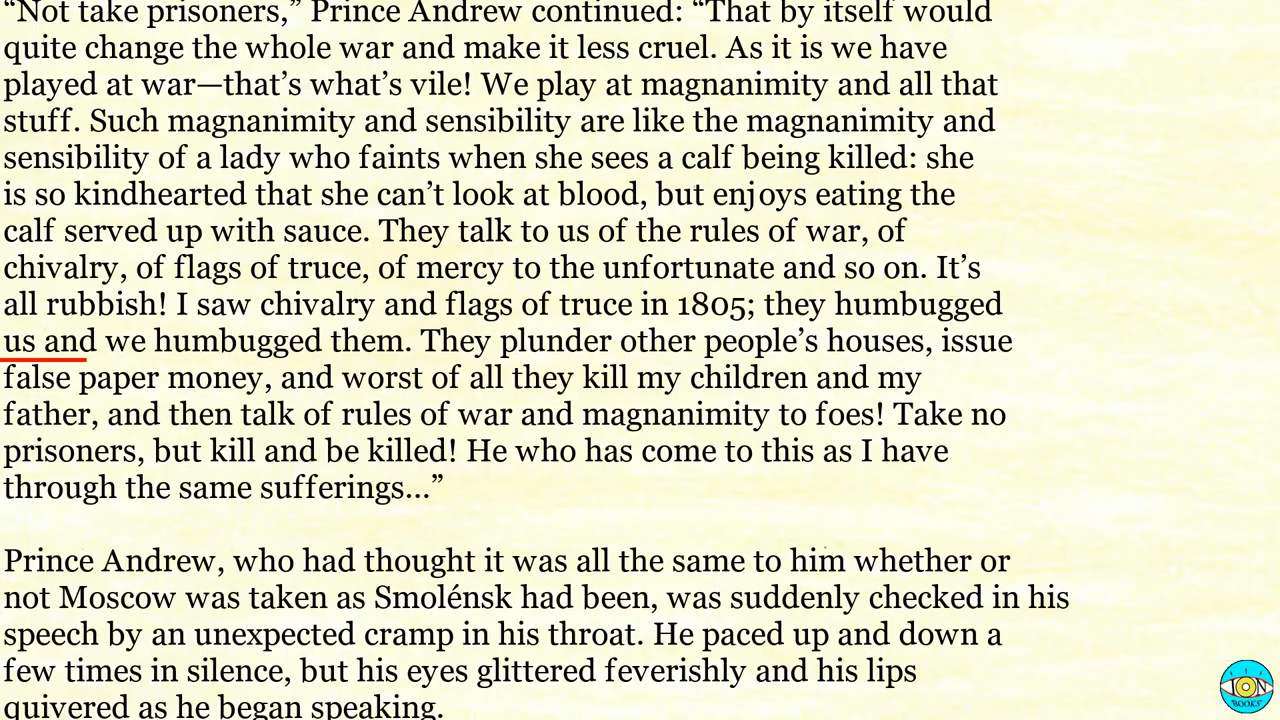 “Not take prisoners,” Prince Andrew continued: “That by itself would
quite change the whole war and make it less cruel. As it is we have
played at war—that’s what’s vile! We play at magnanimity and all that
stuff. Such magnanimity and sensibility are like the magnanimity and
sensibility of a lady who faints when she sees a calf being killed: she
is so kindhearted that she can’t look at blood, but enjoys eating the
calf served up with sauce. They talk to us of the rules of war, of
chivalry, of flags of truce, of mercy to the unfortunate and so on. It’s
all rubbish! I saw chivalry and flags of truce in 1805; they humbugged
us and we humbugged them. They plunder other people’s houses, issue
false paper money, and worst of all they kill my children and my
father, and then talk of rules of war and magnanimity to foes! Take no
prisoners, but kill and be killed! He who has come to this as I have
through the same sufferings...”
Prince Andrew, who had thought it was all the same to him whether or
not Moscow was taken as Smolénsk had been, was suddenly checked in his
speech by an unexpected cramp in his throat. He paced up and down a
few times in silence, but his eyes glittered feverishly and his lips
quivered as he began speaking.
ION
BOOKS